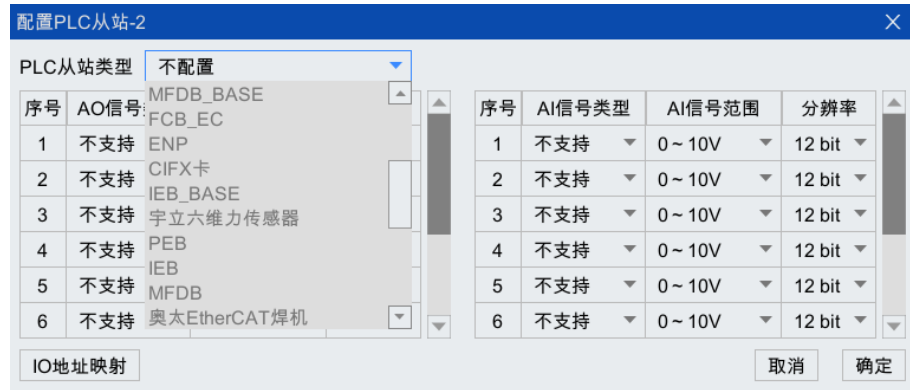 配置PLC从站-2
PLC从站类型 不配置
MFDB_BASE
FCB_EC
ENP
CIFX卡
IEB_BASE
宇立六维力传感器
PEB
IEB
MFDB
奥太EtherCAT焊机
序号 AO信号
1 不支持
2 不支持
3 不支持
4 不支持
5 不支持
6 不支持
序号 AI信号类型 AI信号范围 分辨率
1 不支持 0~10V 12 bit
2 不支持 0~10V 12 bit
3 不支持 0~10V 12 bit
4 不支持 0~10V 12 bit
5 不支持 0~10V 12 bit
6 不支持 0~10V 12 bit
IO地址映射 取消 确定